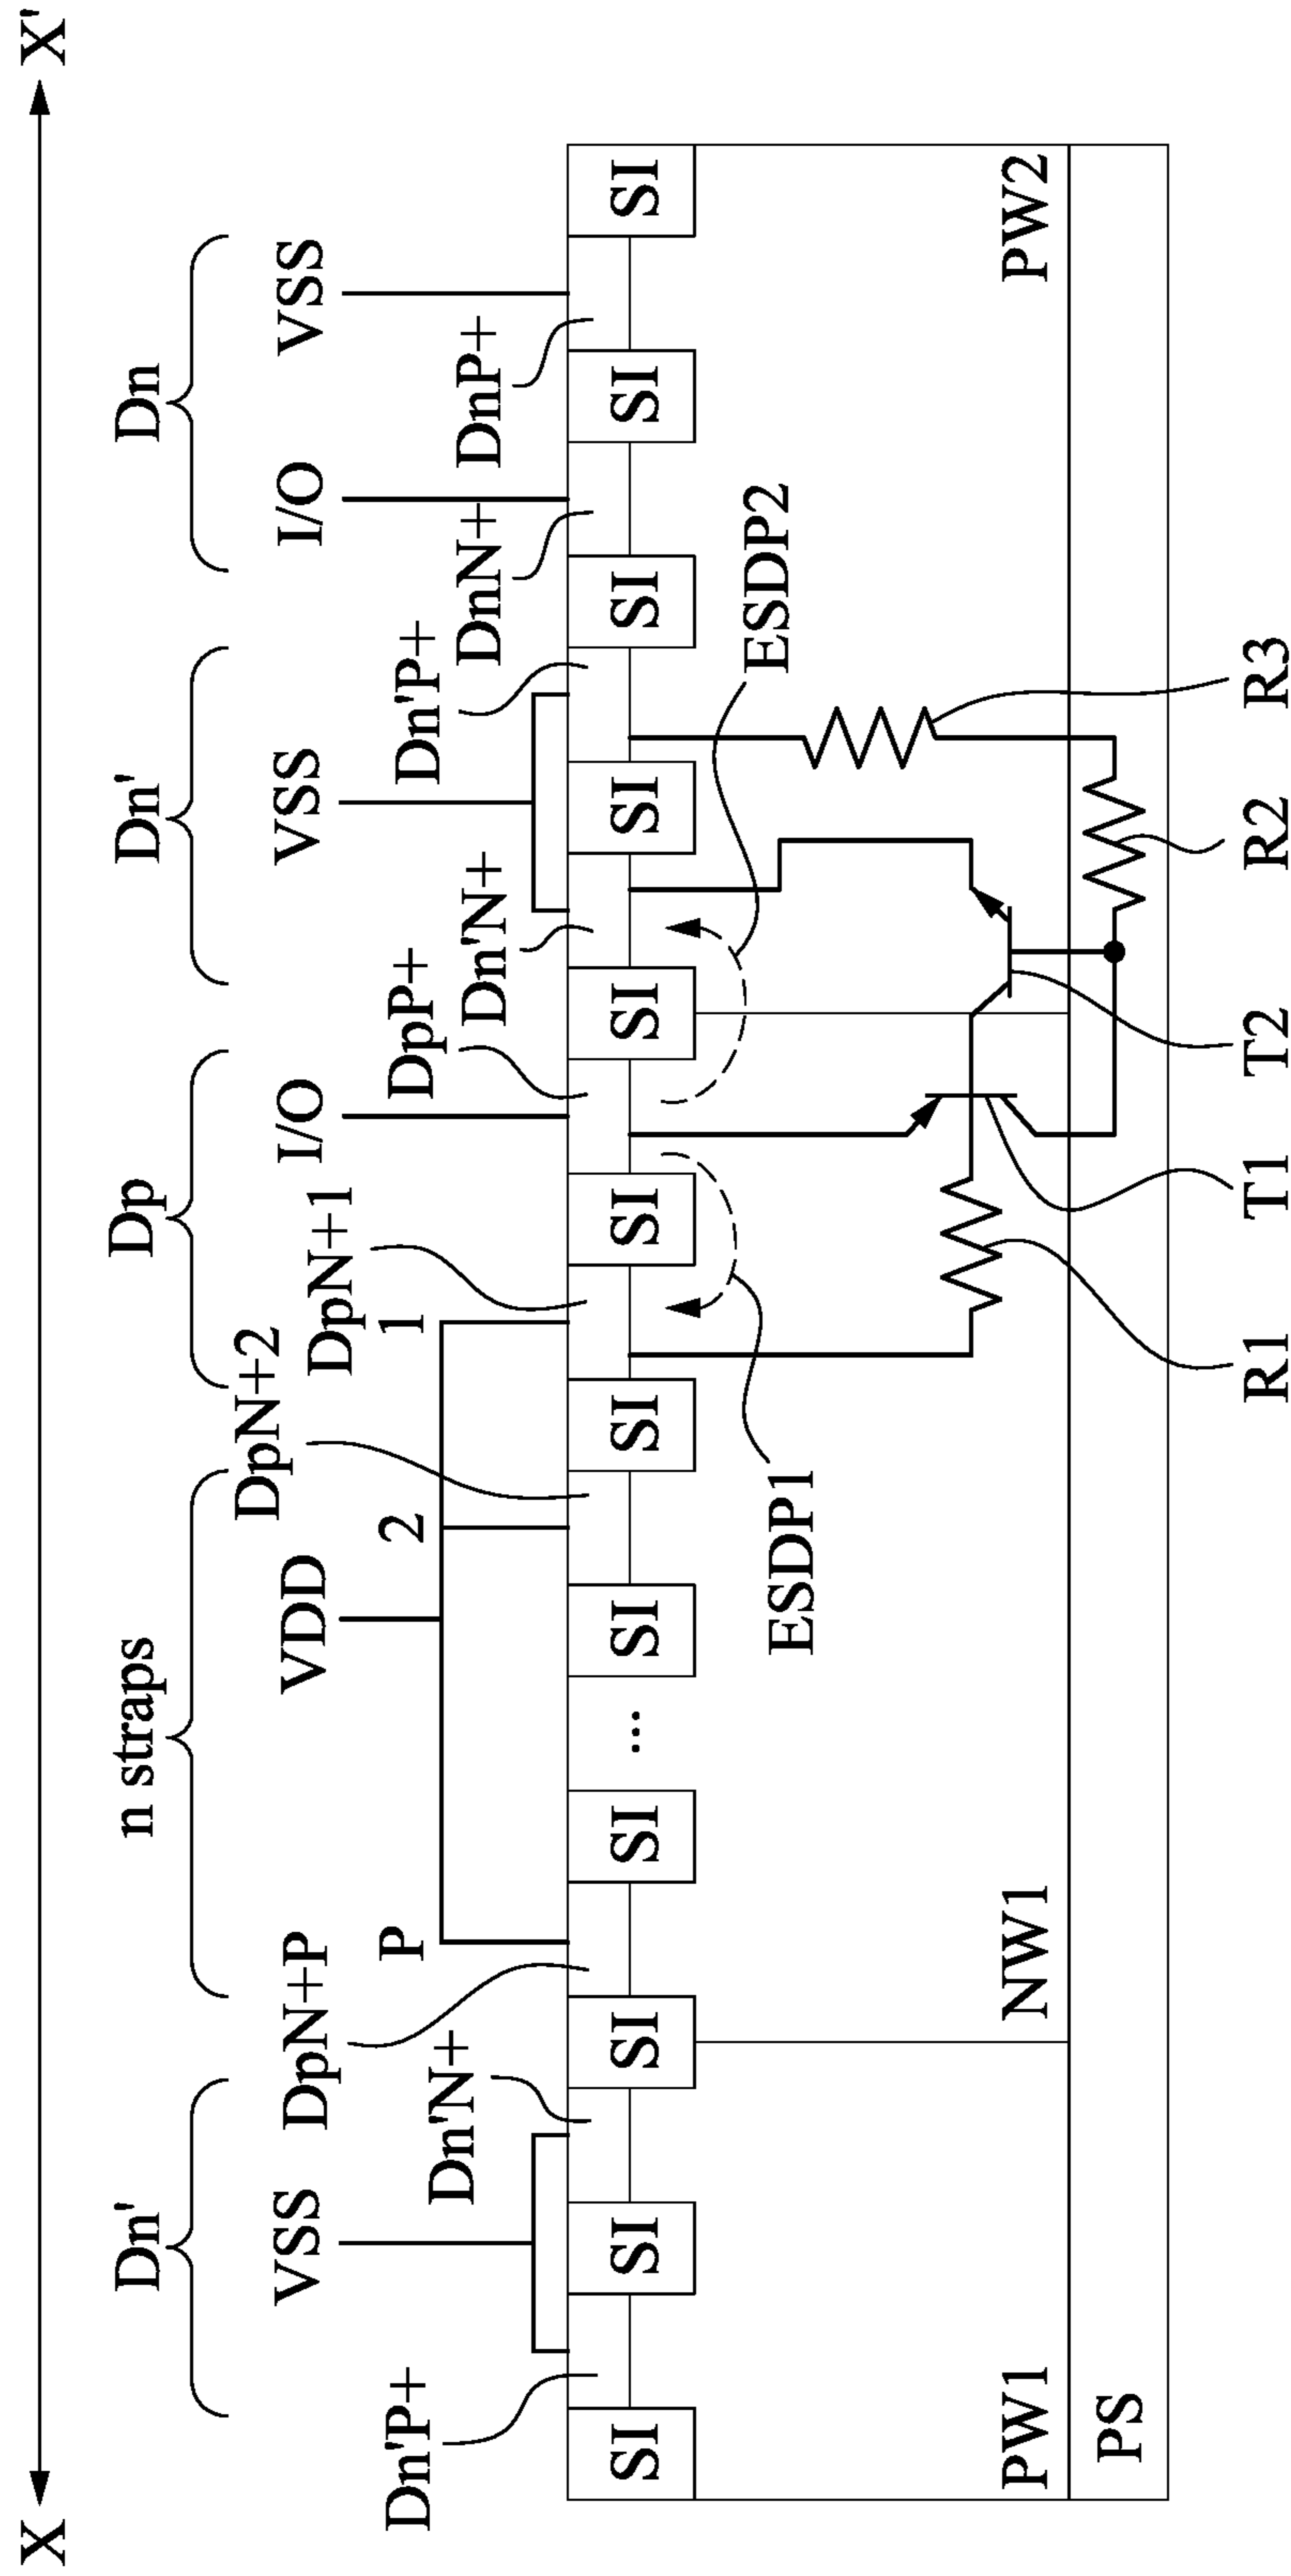 X X'
Dn' n straps Dp Dn' Dn
VSS VDD I/O VSS I/O VSS
Dn'P+ Dn'N+ DpN+P DpN+2 DpN+1 DpP+ Dn'N+ Dn'P+ DnN+ DnP+
P 2 1
SI SI SI SI ... SI SI SI SI SI SI SI SI
ESDP1 ESDP2
PW1 NW1 PW2
PS
R1 T1 T2 R2 R3